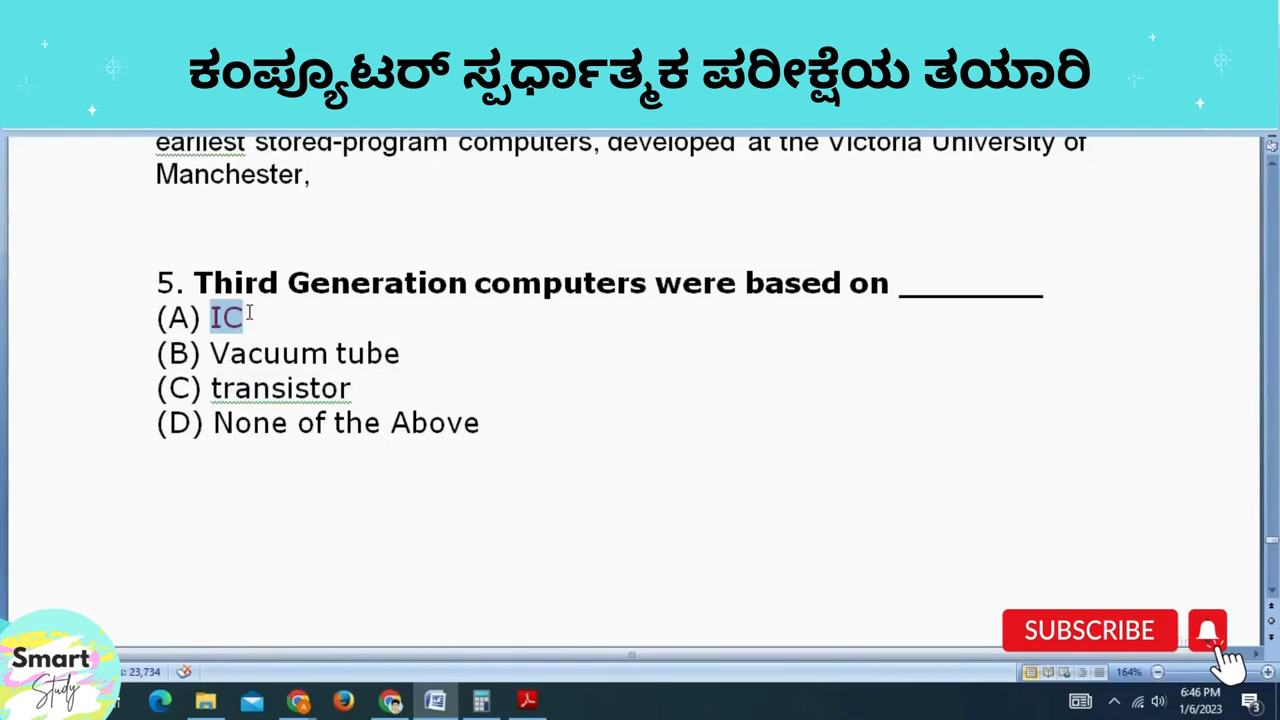 ಕಂಪ್ಯೂಟರ್ ಸ್ಪರ್ಧಾತ್ಮಕ ಪರೀಕ್ಷೆಯ ತಯಾರಿ
earliest stored-program computers, developed at the Victoria University of
Manchester,
5. Third Generation computers were based on _________
(A) IC
(B) Vacuum tube
(C) transistor
(D) None of the Above
SUBSCRIBE
Smart
Study
: 23,734
164%
6:46 PM
1/6/2023
3